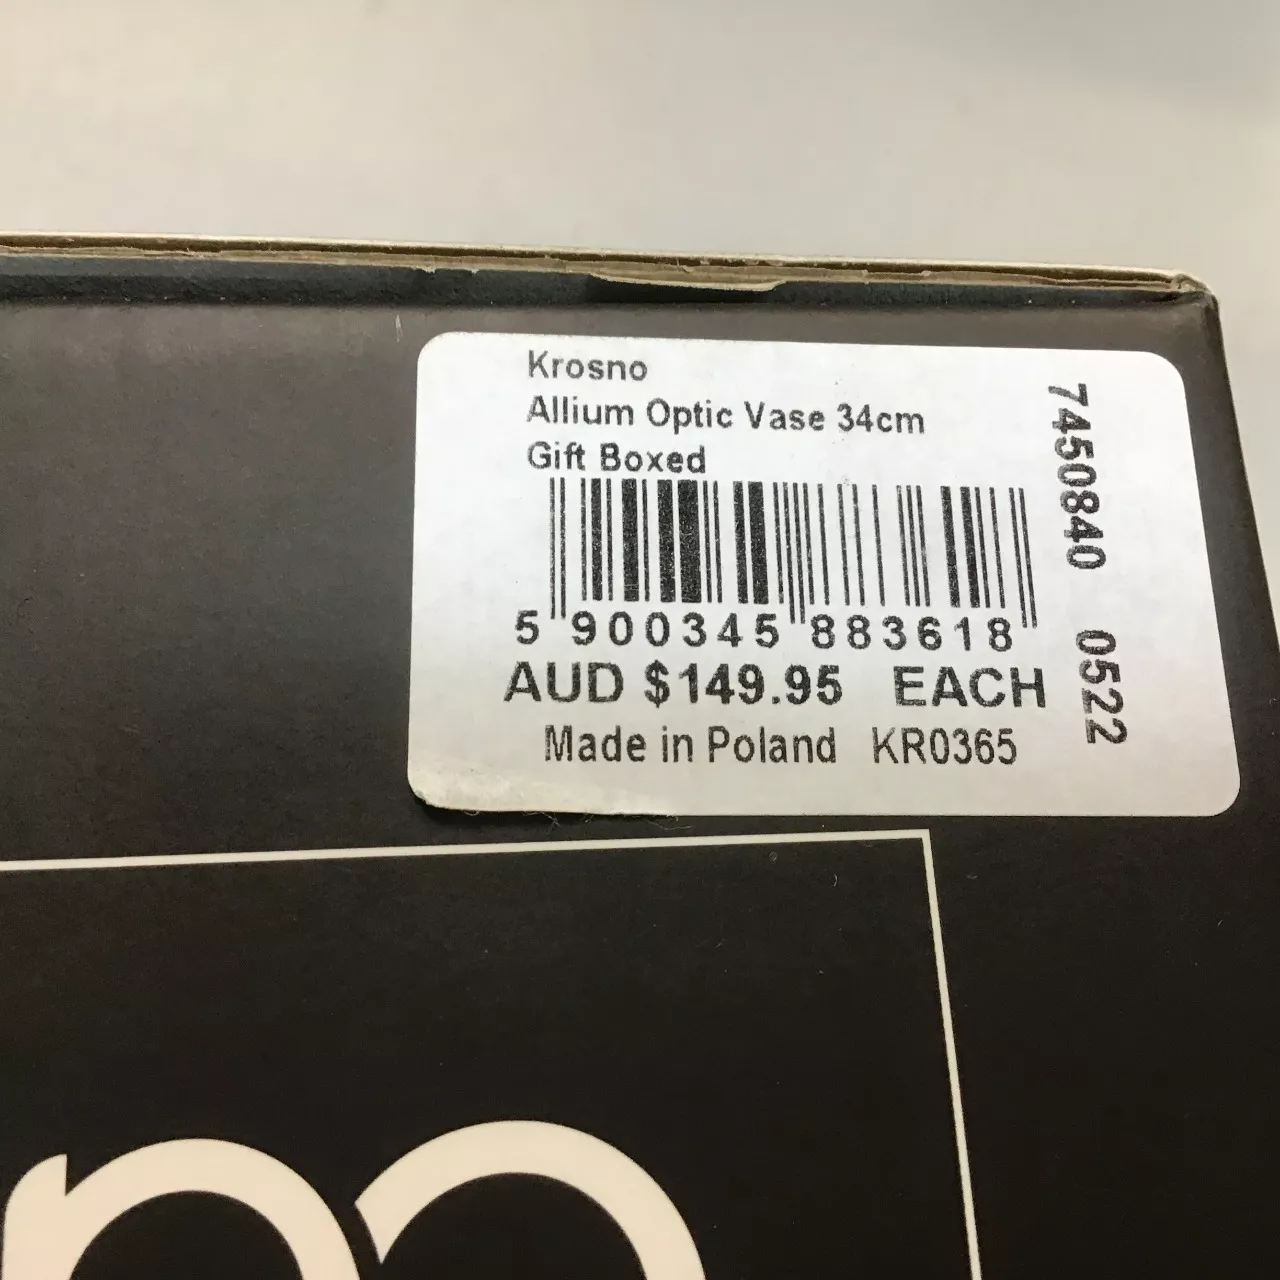 Krosno
Allium Optic Vase 34cm
Gift Boxed
5 900345 883618
AUD $149.95 EACH
Made in Poland KR0365
7450840 0522